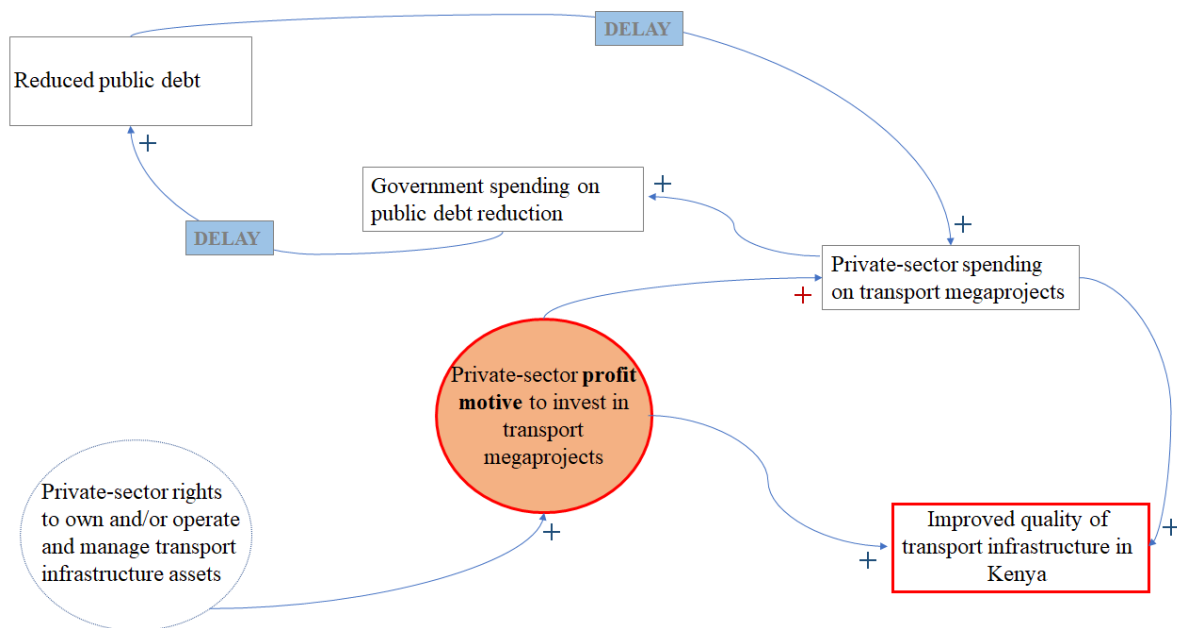 DELAY
Reduced public debt
+
Government spending on
public debt reduction
+
DELAY
+
Private-sector spending
on transport megaprojects
+
Private-sector profit
motive to invest in
transport
megaprojects
Private-sector rights
to own and/or operate
and manage transport
infrastructure assets
+
Improved quality of
transport infrastructure in
Kenya
+
+